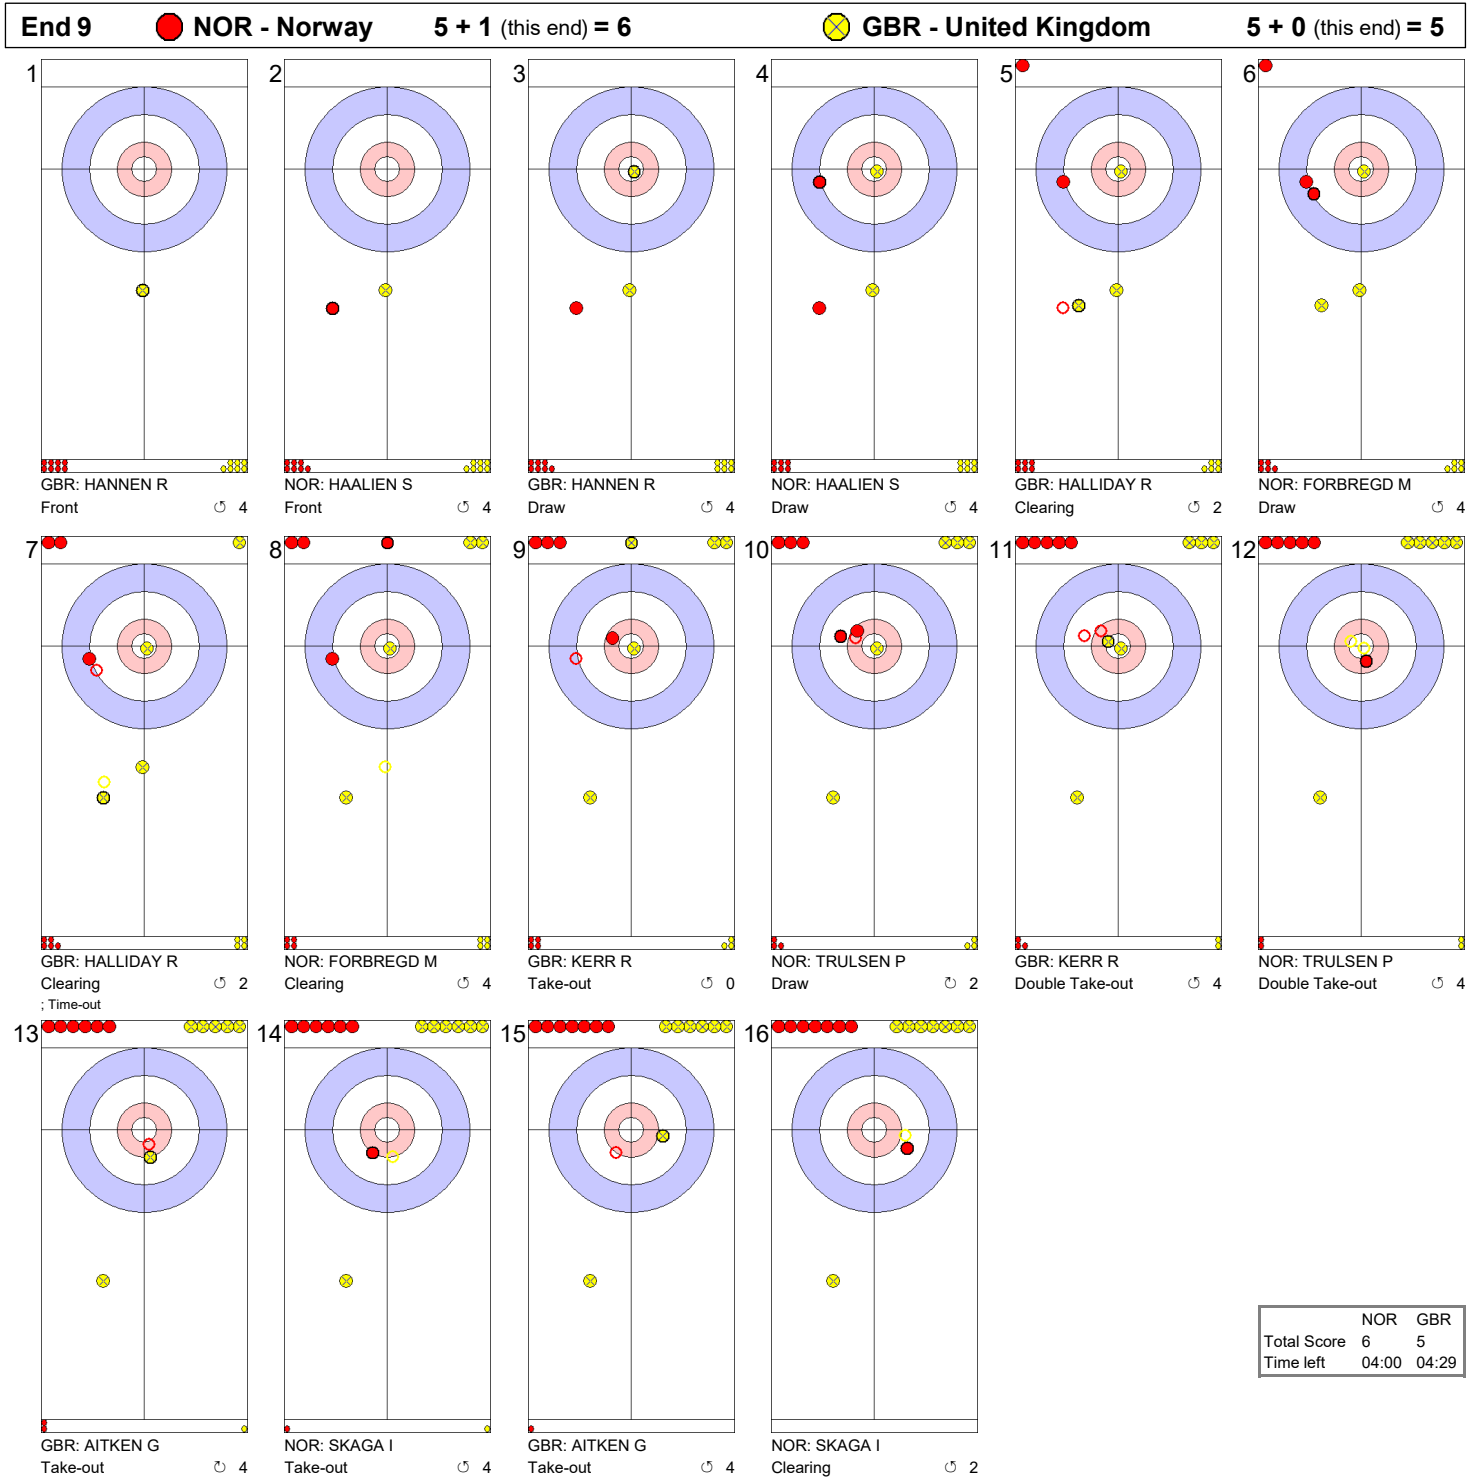 End 9 NOR - Norway 5 + 1 (this end) = 6 GBR - United Kingdom 5 + 0 (this end) = 5
1 2 3 4 5 6
GBR: HANNEN R NOR: HAALIEN S GBR: HANNEN R NOR: HAALIEN S GBR: HALLIDAY R NOR: FORBREGD M
Front ↺ 4 Front ↺ 4 Draw ↺ 4 Draw ↺ 4 Clearing ↺ 2 Draw ↺ 4
7 8 9 10 11 12
GBR: HALLIDAY R NOR: FORBREGD M GBR: KERR R NOR: TRULSEN P GBR: KERR R NOR: TRULSEN P
Clearing ↺ 2 Clearing ↺ 4 Take-out ↺ 0 Draw ↻ 2 Double Take-out ↺ 4 Double Take-out ↺ 4
; Time-out
13 14 15 16
NOR GBR
Total Score 6 5
Time left 04:00 04:29
GBR: AITKEN G NOR: SKAGA I GBR: AITKEN G NOR: SKAGA I
Take-out ↻ 4 Take-out ↺ 4 Take-out ↺ 4 Clearing ↺ 2